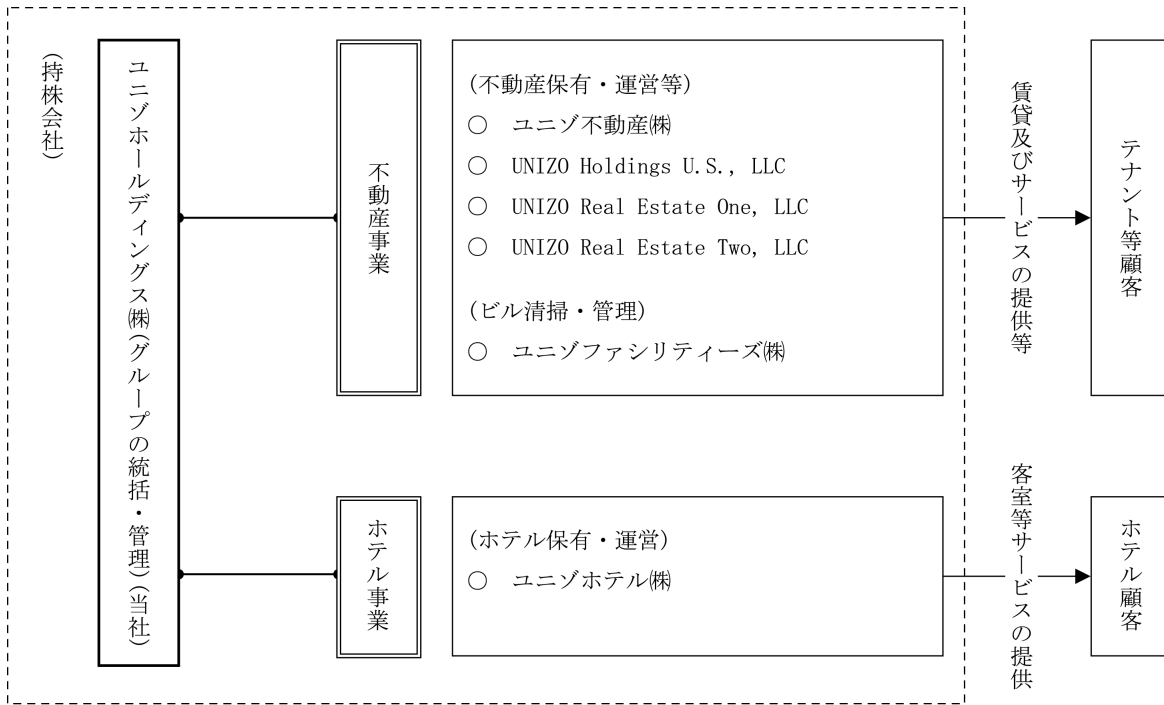 (持株会社)
ユニゾホールディングス㈱(グループの統括・管理)(当社)
不動産事業
(不動産保有・運営等)
○ ユニゾ不動産㈱
○ UNIZO Holdings U.S., LLC
○ UNIZO Real Estate One, LLC
○ UNIZO Real Estate Two, LLC
(ビル清掃・管理)
○ ユニゾファシリティーズ㈱
賃貸及びサービスの提供等
テナント等顧客
ホテル事業
(ホテル保有・運営)
○ ユニゾホテル㈱
客室等サービスの提供
ホテル顧客